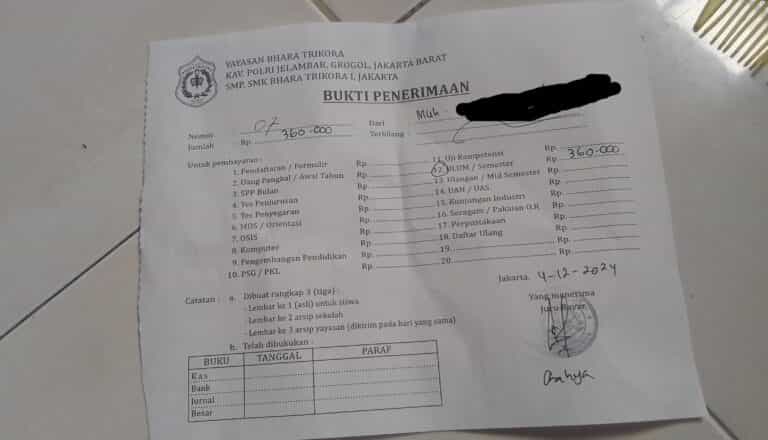 YAYASAN BHARA TRIKORA
KAV. POLRI JELAMBAR, GROGOL, JAKARTA BARAT
SMP, SMK BHARA TRIKORA I, JAKARTA
BUKTI PENERIMAAN
Nomor 07 Dari Muh.
Jumlah Rp. 360.000 Terbilang :
Untuk pembayaran :
1. Pendaftaran / Formulir Rp.
2. Uang Pangkal / Awal Tahun Rp.
3. SPP Bulan Rp.
4. Tes Penjurusan Rp.
5. Tes Penyegaran Rp.
6. MOS / Orientasi Rp.
7. OSIS Rp.
8. Komputer Rp.
9. Pengembangan Pendidikan Rp.
10. PSG / PKL Rp.
11. Uji Kompetensi Rp.
12. ULUM / Semester Rp. 360.000
13. Ulangan / Mid Semester Rp.
14. UAN / UAS. Rp.
15. Kunjungan Industri Rp.
16. Seragam / Pakaian O.R Rp.
17. Perpustakaan Rp.
18. Daftar Ulang Rp.
19. Rp.
20. Rp.
Jakarta, 4-12-2024
Yang menerima
Juru Bayar
Catatan : a. Dibuat rangkap 3 (tiga) :
- Lembar ke 1 (asli) untuk siswa
- Lembar ke 2 arsip sekolah
- Lembar ke 3 arsip yayasan (dikirim pada hari yang sama)
b. Telah dibukukan :
BUKU TANGGAL PARAF
Kas
Bank
Jurnal
Besar